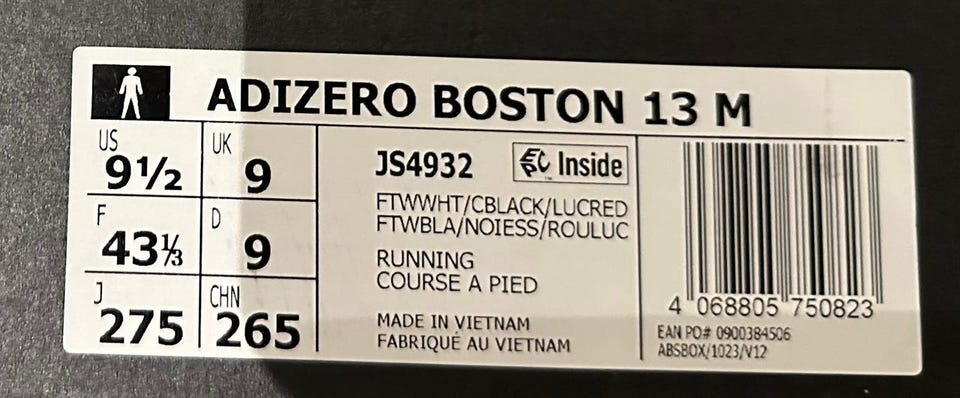 ADIZERO BOSTON 13 M
US
9½
UK
9
F
43⅓
D
9
J
275
CHN
265
JS4932
EPC Inside
FTWWHT/CBLACK/LUCRED
FTWBLA/NOIESS/ROULUC
RUNNING
COURSE A PIED
MADE IN VIETNAM
FABRIQUÉ AU VIETNAM
4 068805 750823
EAN PO# 0900384506
ABSBOX/1023/V12